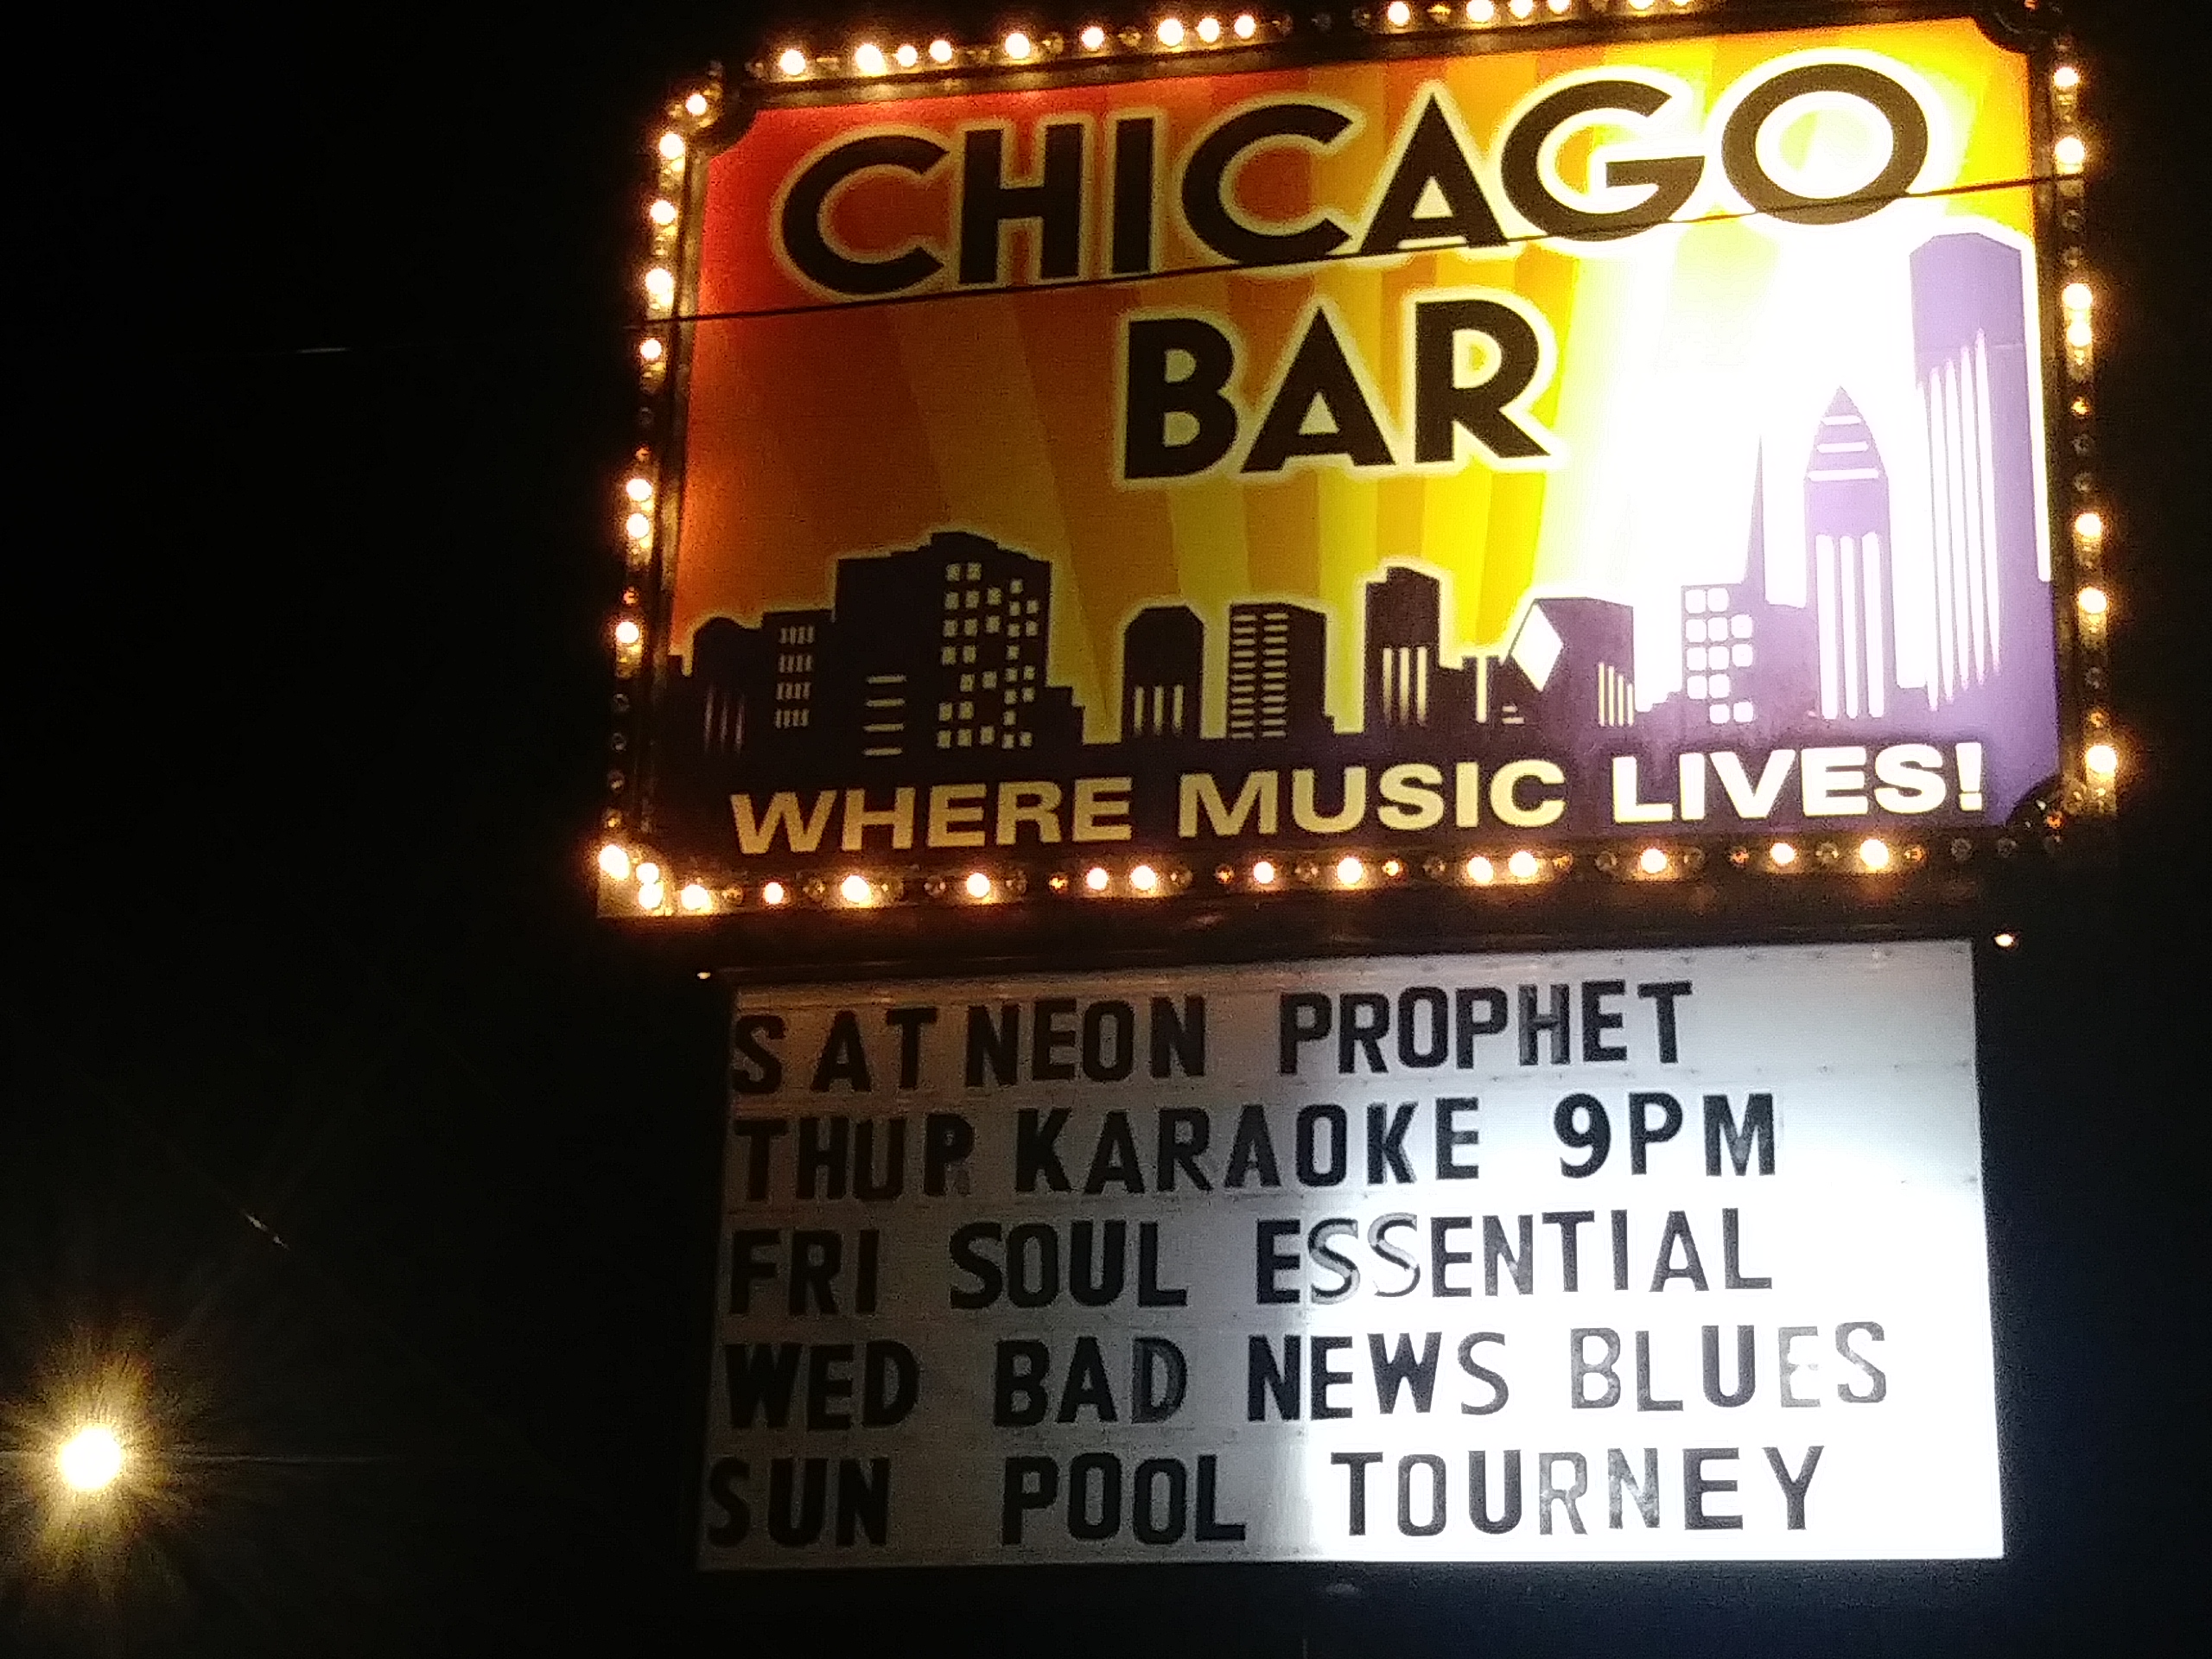 CHICAGO
BAR
WHERE MUSIC LIVES!
SAT NEON PROPHET
THUR KARAOKE 9PM
FRI SOUL ESSENTIAL
WED BAD NEWS BLUES
SUN POOL TOURNEY